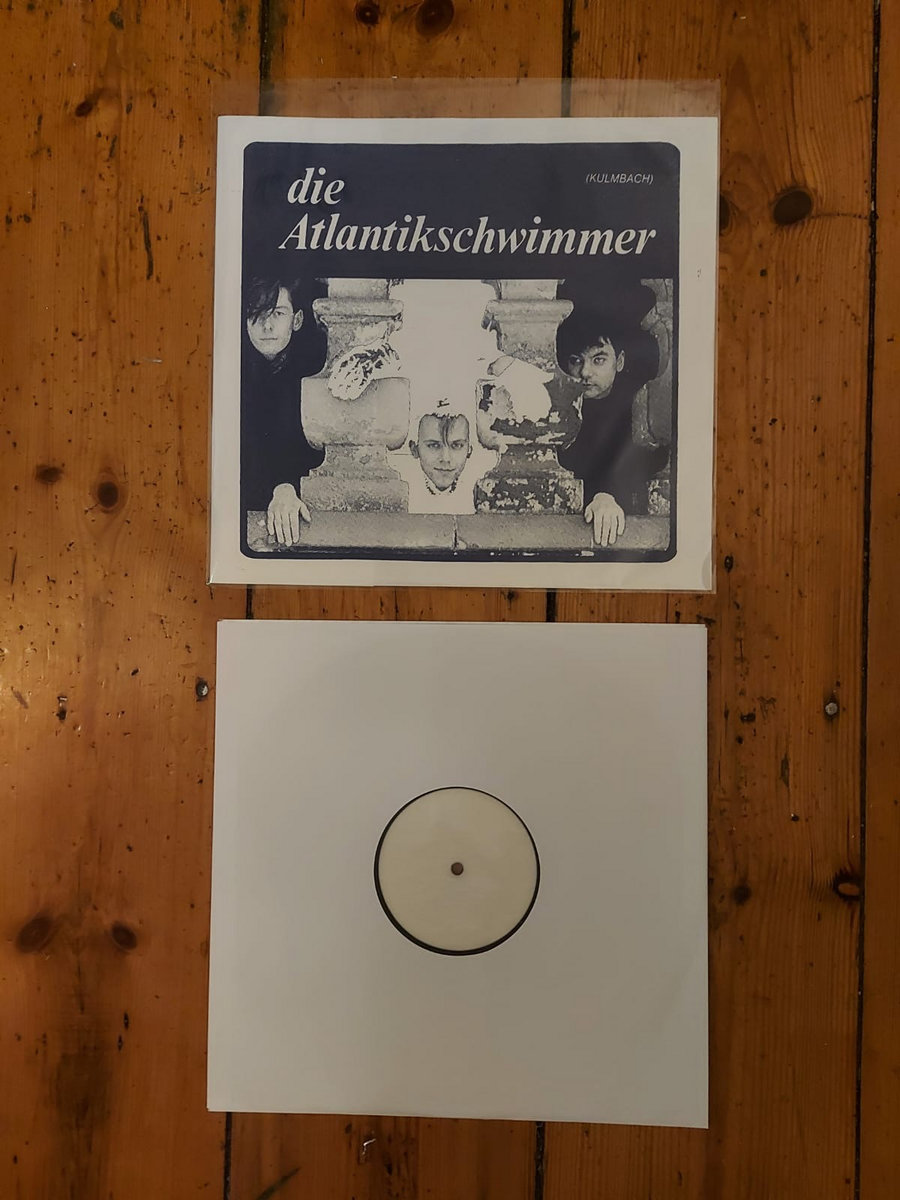 die
(KULMBACH)
Atlantikschwimmer